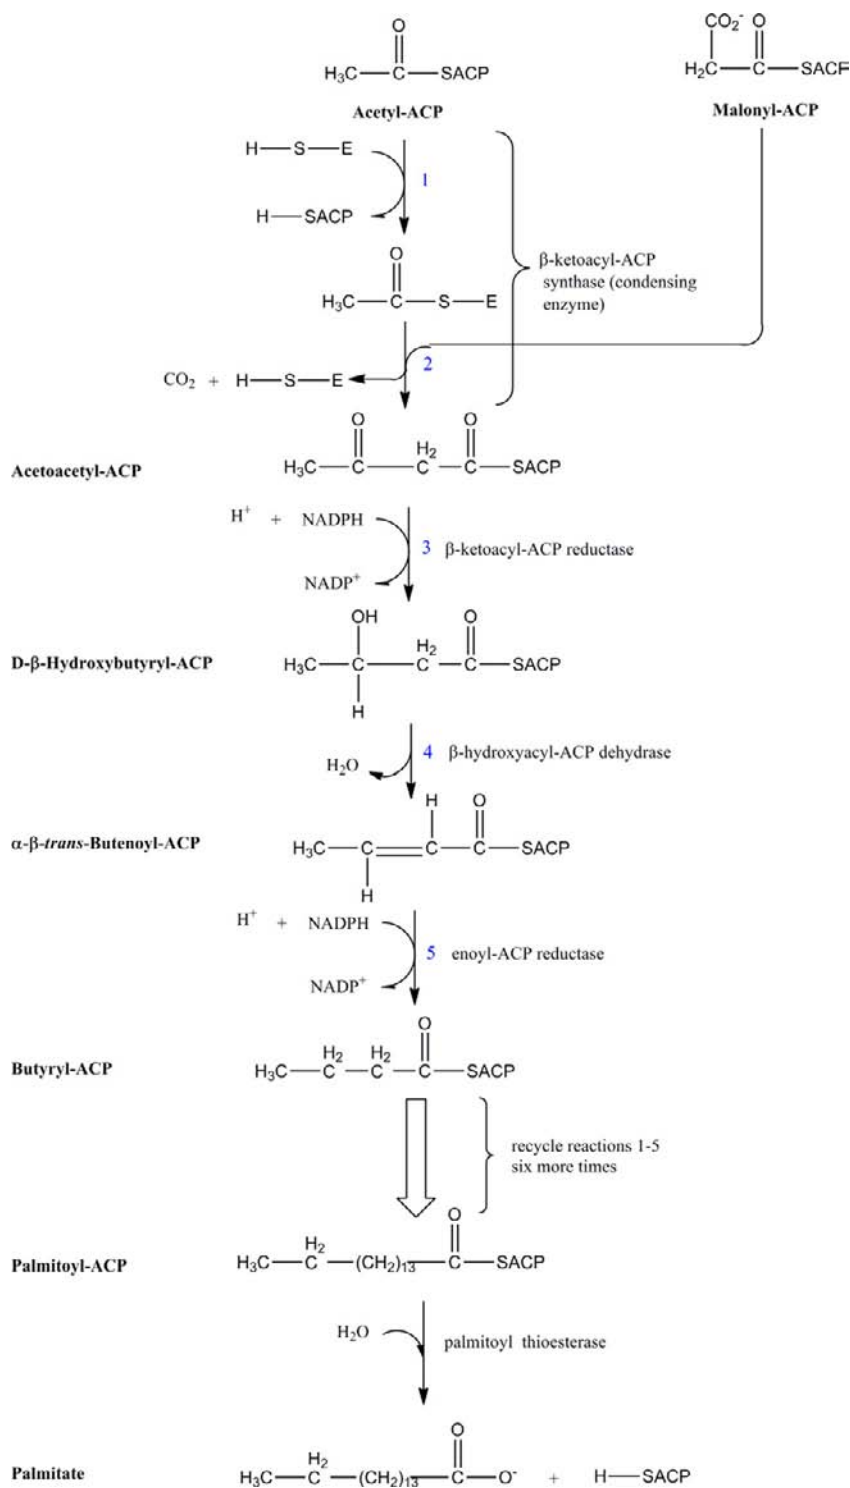 O
H₃C—C—SACP
Acetyl-ACP
CO₂⁻ O
H₂C—C—SACP
Malonyl-ACP
H—S—E
1
H—SACP
O
H₃C—C—S—E
β-ketoacyl-ACP
synthase (condensing
enzyme)
2
CO₂ + H—S—E
O O
H₂
Acetoacetyl-ACP H₃C—C—C—C—SACP
H⁺ + NADPH
3 β-ketoacyl-ACP reductase
NADP⁺
OH O
H₂
D-β-Hydroxybutyryl-ACP H₃C—C—C—C—SACP
H
4 β-hydroxyacyl-ACP dehydrase
H₂O
H O
α-β-trans-Butenoyl-ACP H₃C—C=C—C—SACP
H
H⁺ + NADPH
5 enoyl-ACP reductase
NADP⁺
O
H₂ H₂
Butyryl-ACP H₃C—C—C—C—SACP
recycle reactions 1-5
six more times
O
H₂
Palmitoyl-ACP H₃C—C—(CH₂)₁₃—C—SACP
H₂O
palmitoyl thioesterase
O
H₂
Palmitate H₃C—C—(CH₂)₁₃—C—O⁻ + H—SACP